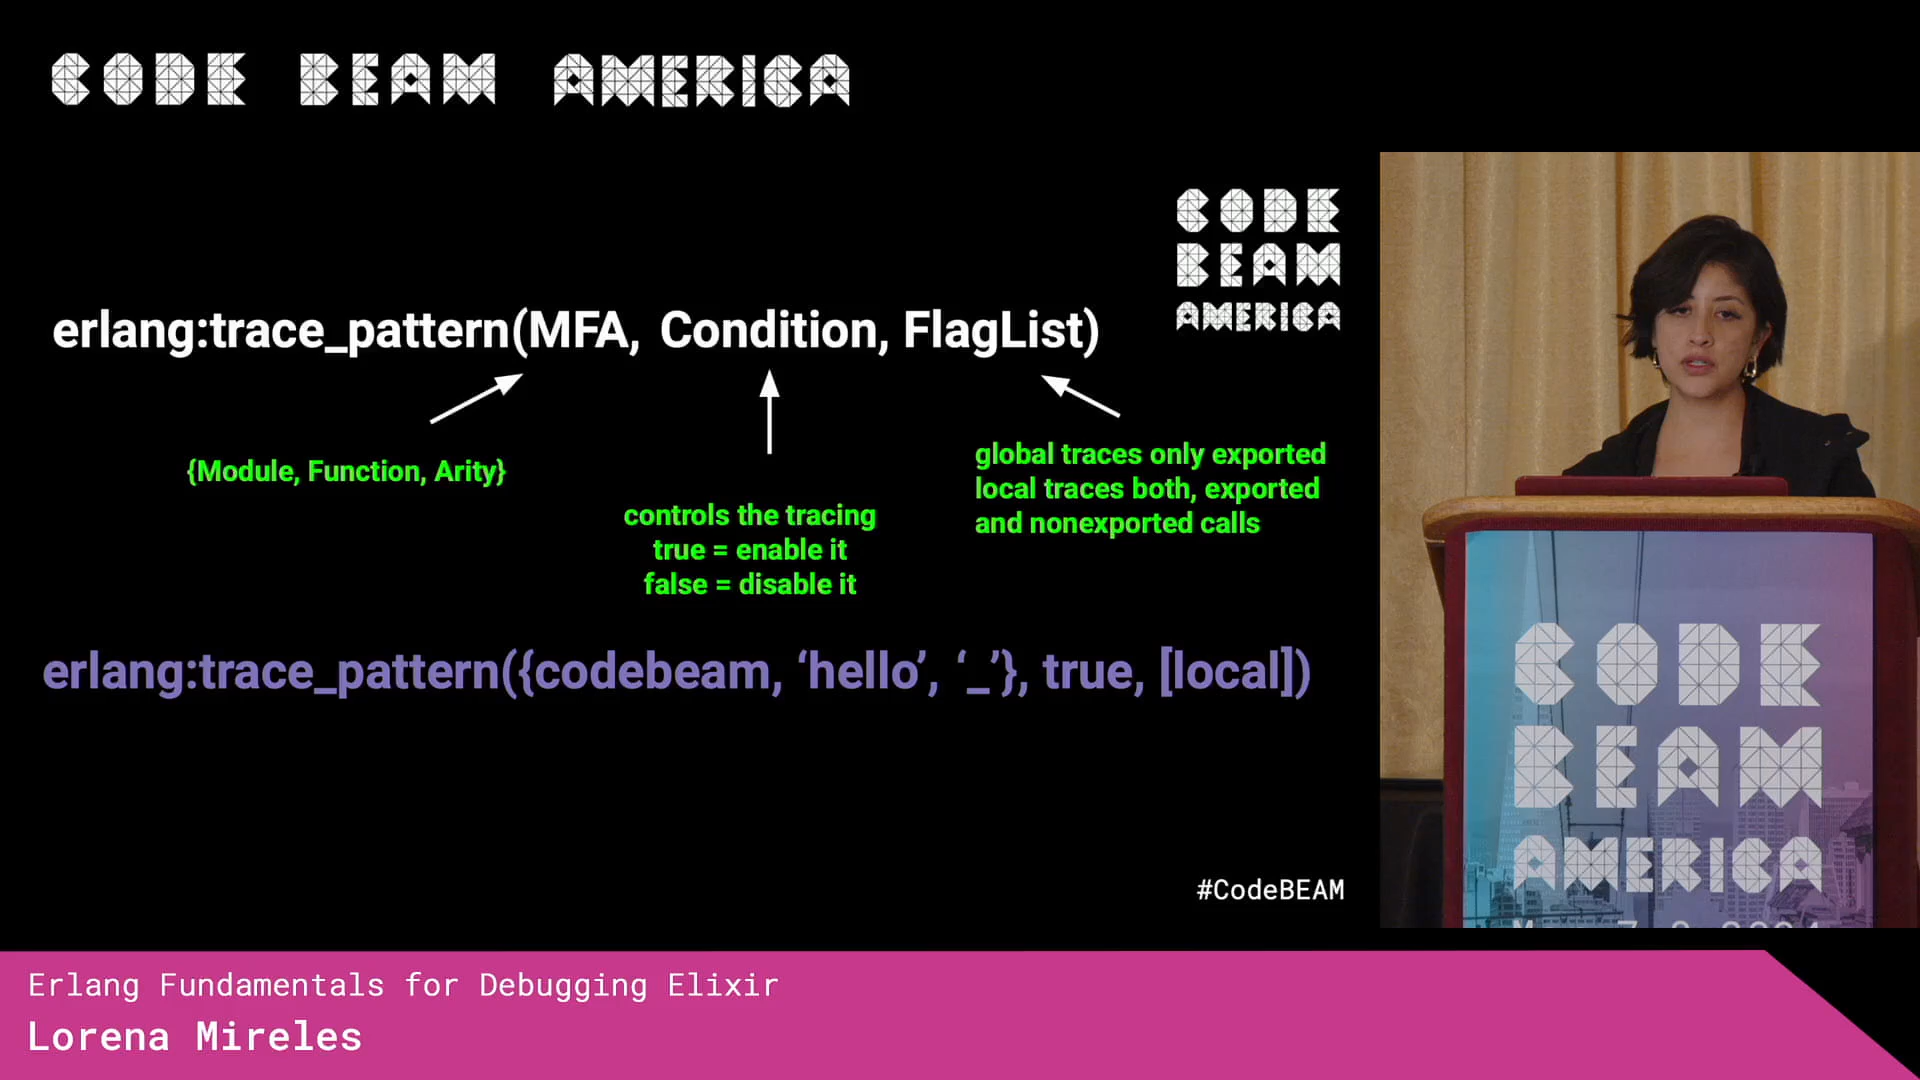 CODE BEAM AMERICA
CODE
BEAM
AMERICA
erlang:trace_pattern(MFA, Condition, FlagList)
{Module, Function, Arity}
controls the tracing
true = enable it
false = disable it
global traces only exported
local traces both, exported
and nonexported calls
erlang:trace_pattern({codebeam, ‘hello’, ‘_’}, true, [local])
#CodeBEAM
CODE
BEAM
AMERICA
Erlang Fundamentals for Debugging Elixir
Lorena Mireles